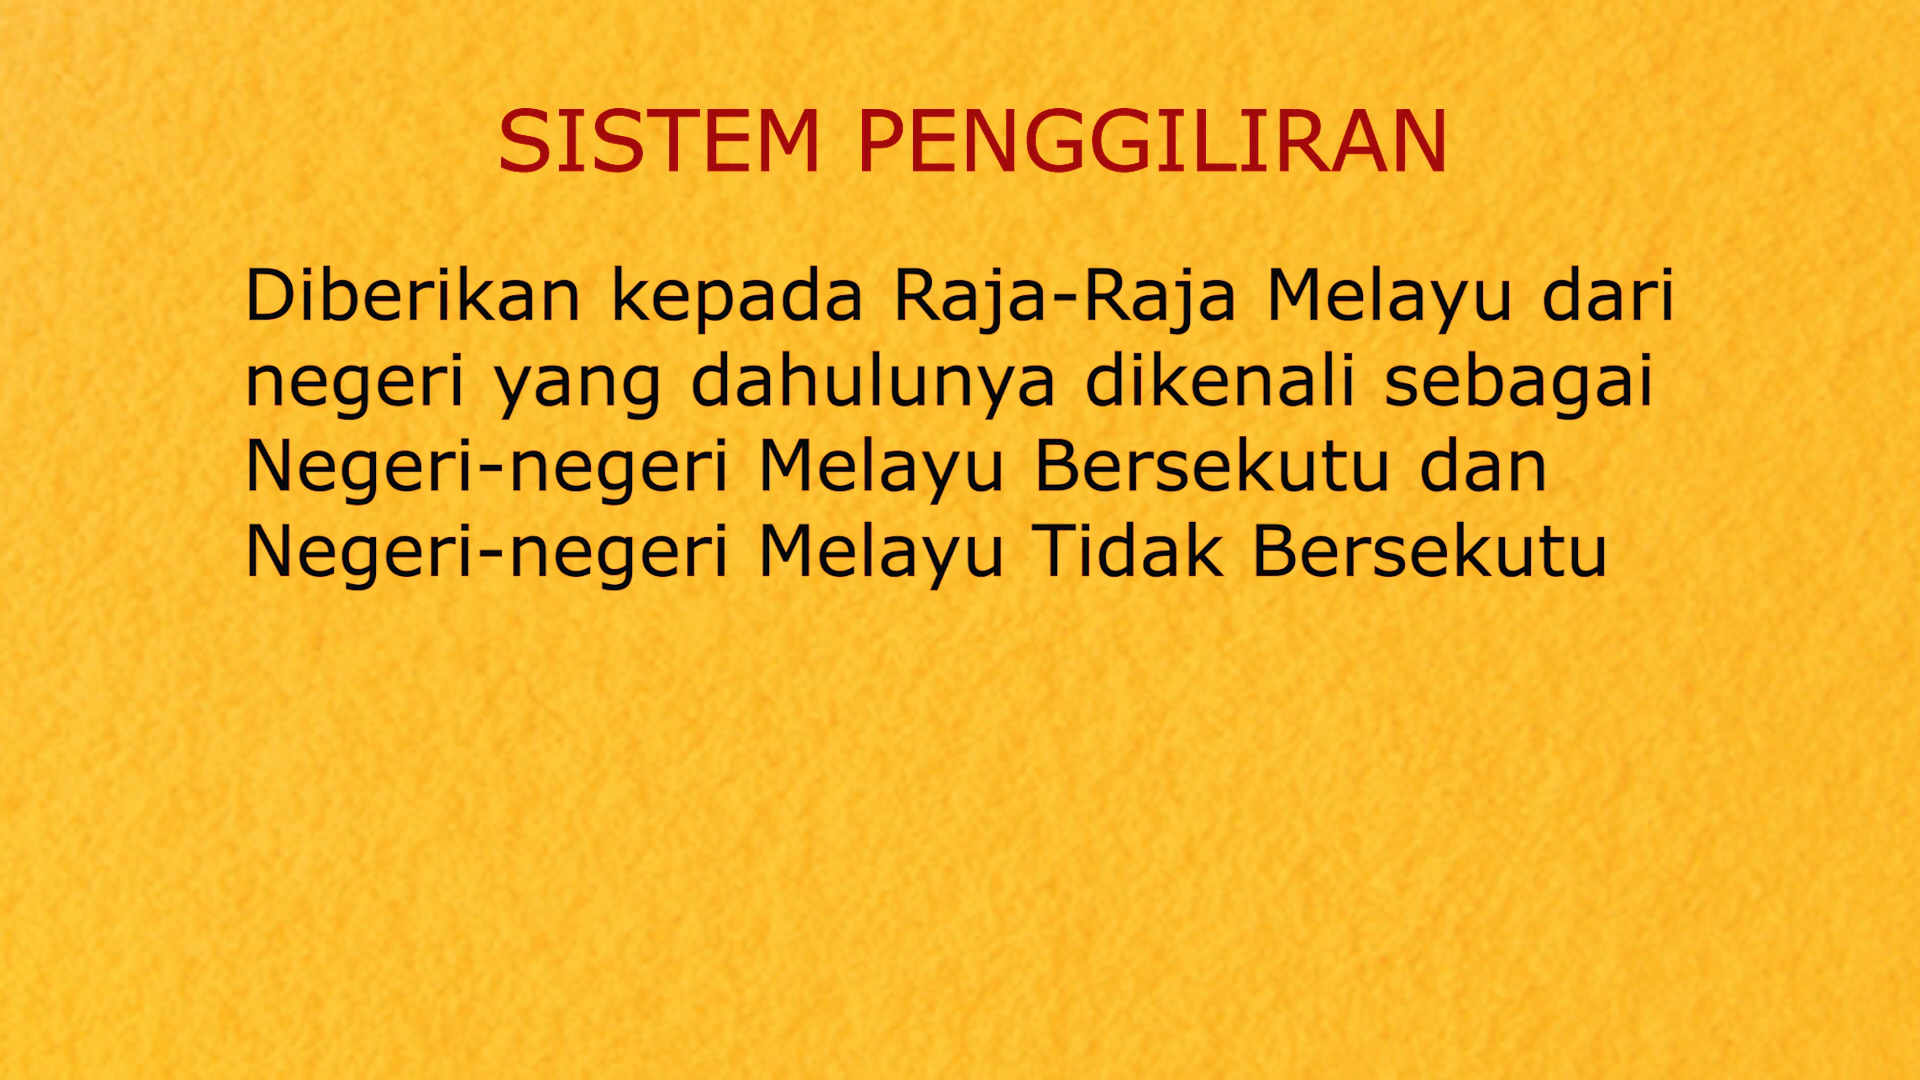 SISTEM PENGGILIRAN
Diberikan kepada Raja-Raja Melayu dari
negeri yang dahulunya dikenali sebagai
Negeri-negeri Melayu Bersekutu dan
Negeri-negeri Melayu Tidak Bersekutu